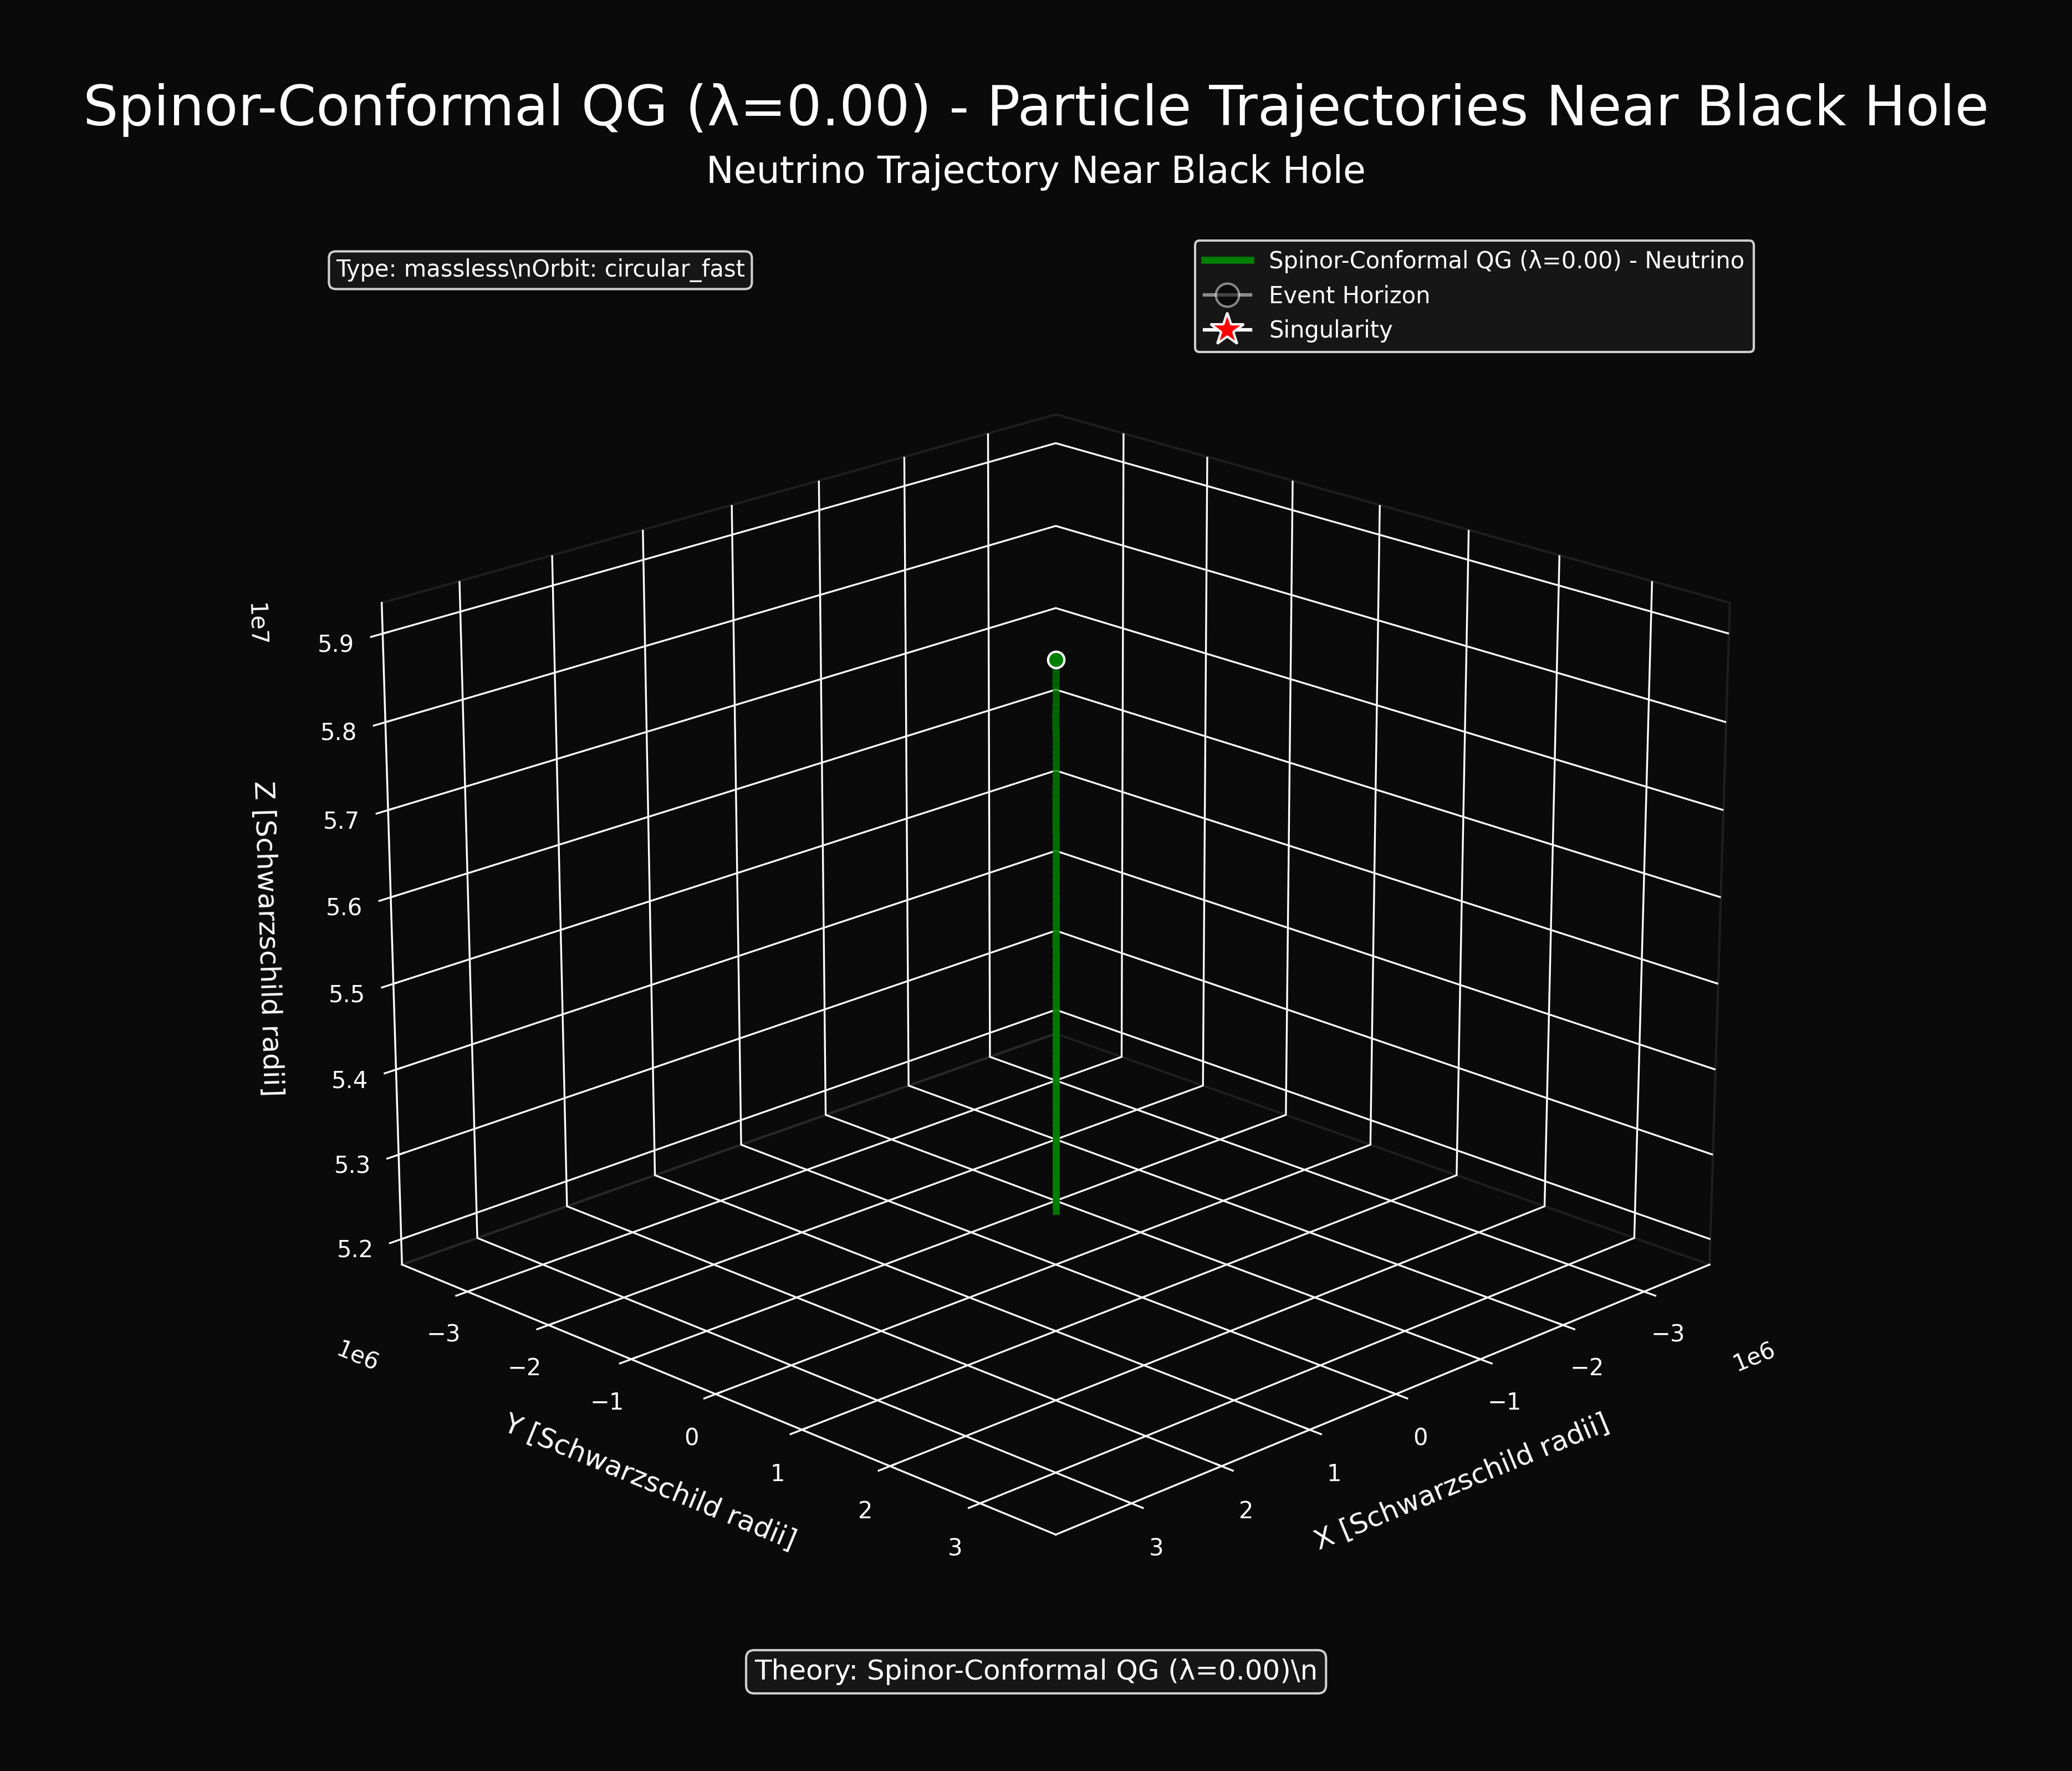 Spinor-Conformal QG (λ=0.00) - Particle Trajectories Near Black Hole
Neutrino Trajectory Near Black Hole
Type: massless\nOrbit: circular_fast
Spinor-Conformal QG (λ=0.00) - Neutrino
Event Horizon
Singularity
1e7
5.9
5.8
5.7
5.6
5.5
5.4
5.3
5.2
Z [Schwarzschild radii]
−3
−2
−1
0
1
2
3
1e6
Y [Schwarzschild radii]
3
2
1
0
−1
−2
−3
1e6
X [Schwarzschild radii]
Theory: Spinor-Conformal QG (λ=0.00)\n